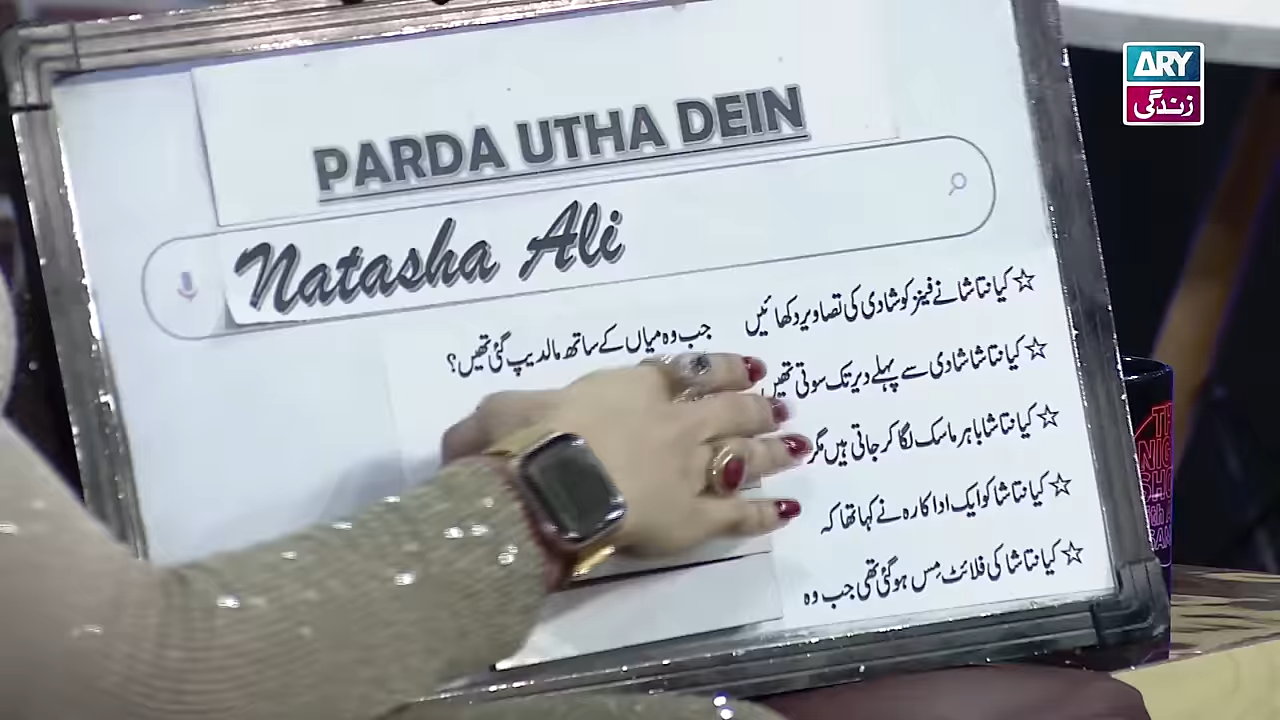 ARY
زندگی
PARDA UTHA DEIN
Natasha Ali
☆ کیا نتاشا نے فینز کو شادی کی تصاویر دکھائیں جب وہ میاں کے ساتھ مالدیپ گئی تھیں؟
☆ کیا نتاشا شادی سے پہلے دیر تک سوتی تھیں
☆ کیا نتاشا باہر ماسک لگا کر جاتی ہیں مگر
☆ کیا نتاشا کو ایک اداکارہ نے کہا تھا کہ
☆ کیا نتاشا کی فلائٹ مِس ہو گئی تھی جب وہ